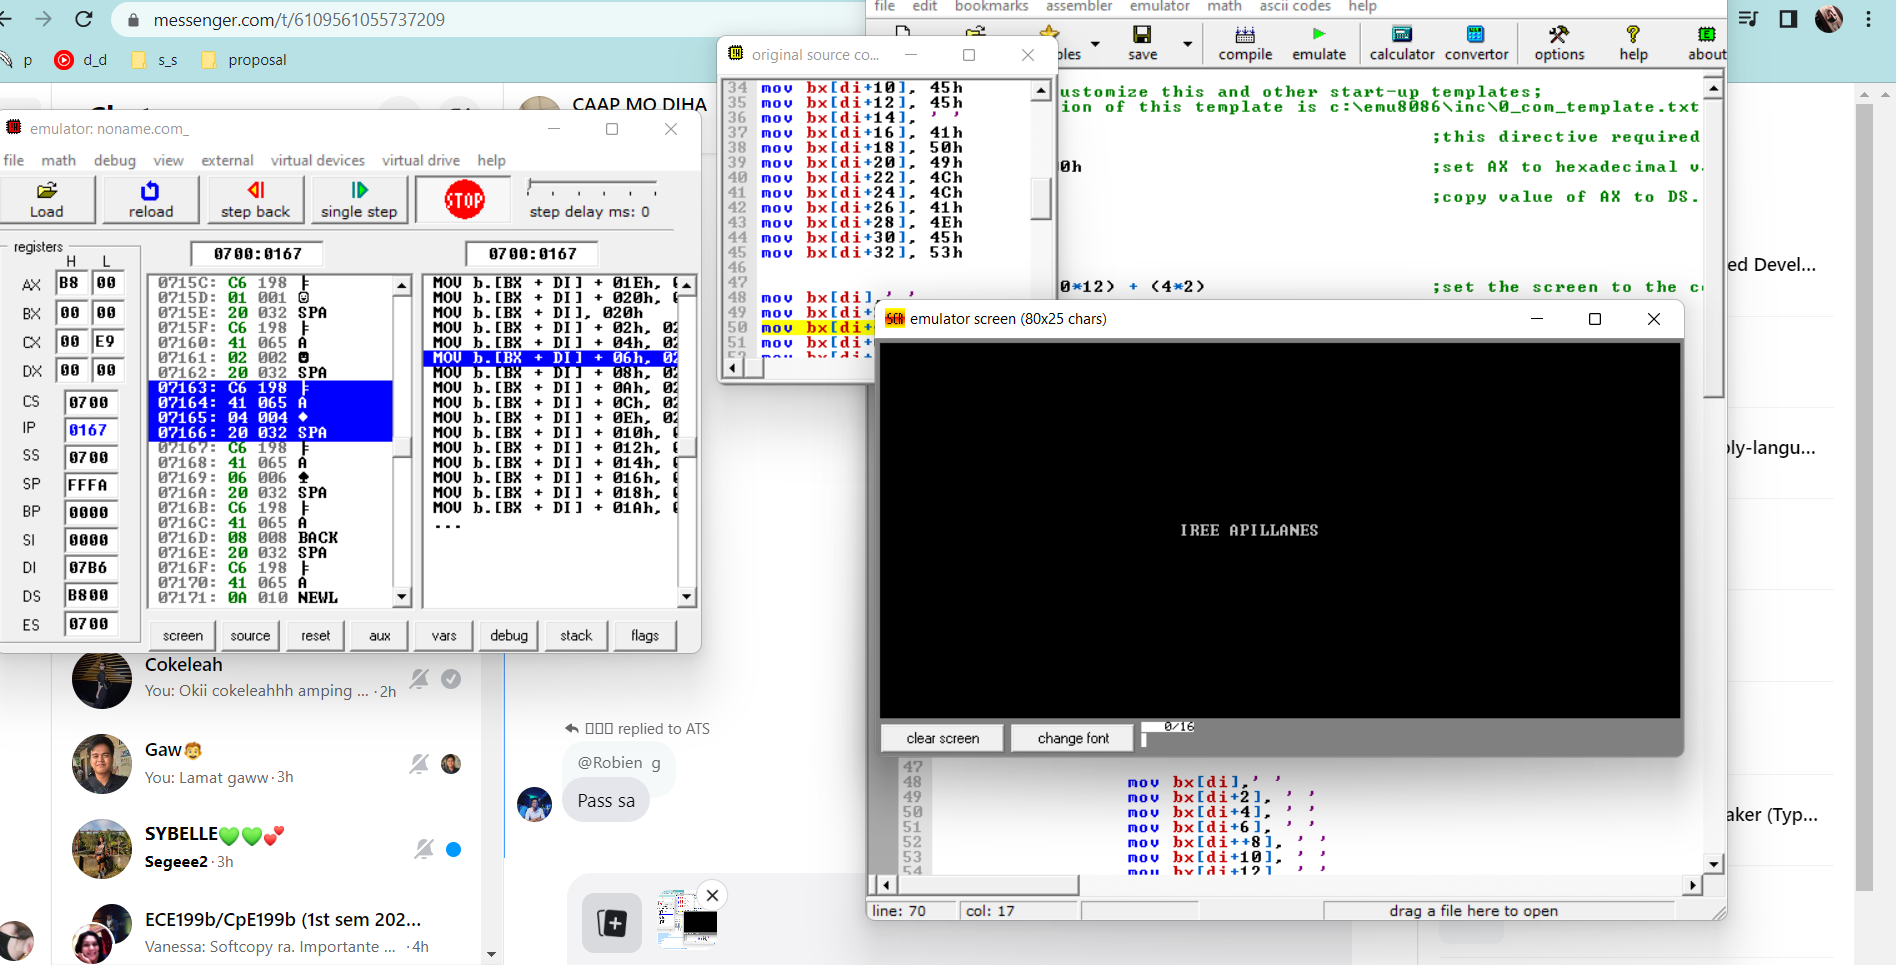 messenger.com/t/6109561055737209
p d_d s_s proposal
CAAP MO DIHA
emulator: noname.com_
file math debug view external virtual devices virtual drive help
Load reload step back single step STOP step delay ms: 0
registers
H L
0700:0167 0700:0167
AX B8 00
BX 00 00
CX 00 E9
DX 00 00
CS 0700
IP 0167
SS 0700
SP FFFA
BP 0000
SI 0000
DI 07B6
DS B800
ES 0700
0715C: C6 198
0715D: 01 001
0715E: 20 032 SPA
0715F: C6 198
07160: 41 065 A
07161: 02 002
07162: 20 032 SPA
07163: C6 198
07164: 41 065 A
07165: 04 004
07166: 20 032 SPA
07167: C6 198
07168: 41 065 A
07169: 06 006
0716A: 20 032 SPA
0716B: C6 198
0716C: 41 065 A
0716D: 08 008 BACK
0716E: 20 032 SPA
0716F: C6 198
07170: 41 065 A
07171: 0A 010 NEWL
MOV b.[BX + DI] + 01Eh,
MOV b.[BX + DI] + 020h,
MOV b.[BX + DI], 020h
MOV b.[BX + DI] + 02h, 02
MOV b.[BX + DI] + 04h, 02
MOV b.[BX + DI] + 06h, 02
MOV b.[BX + DI] + 08h, 02
MOV b.[BX + DI] + 0Ah, 02
MOV b.[BX + DI] + 0Ch, 02
MOV b.[BX + DI] + 0Eh, 02
MOV b.[BX + DI] + 010h,
MOV b.[BX + DI] + 012h,
MOV b.[BX + DI] + 014h,
MOV b.[BX + DI] + 016h,
MOV b.[BX + DI] + 018h,
MOV b.[BX + DI] + 01Ah,
...
screen source reset aux vars debug stack flags
original source co...
34 mov bx[di+10], 45h
35 mov bx[di+12], 45h
36 mov bx[di+14], ' '
37 mov bx[di+16], 41h
38 mov bx[di+18], 50h
39 mov bx[di+20], 49h
40 mov bx[di+22], 4Ch
41 mov bx[di+24], 4Ch
42 mov bx[di+26], 41h
43 mov bx[di+28], 4Eh
44 mov bx[di+30], 45h
45 mov bx[di+32], 53h
46
47
48 mov bx[di],' '
49 mov bx[di+
50 mov bx[di+
51 mov bx[di+
file edit bookmarks assembler emulator math ascii codes help
save compile emulate calculator convertor options help about
ustomize this and other start-up templates;
ion of this template is c:\emu8086\inc\0_com_template.txt
;this directive required
0h ;set AX to hexadecimal v
;copy value of AX to DS.
0*12) + (4*2) ;set the screen to the c
emulator screen (80x25 chars)
IREE APILLANES
clear screen change font 0/16
47
48 mov bx[di],' '
49 mov bx[di+2], ' '
50 mov bx[di+4], ' '
51 mov bx[di+6], ' '
52 mov bx[di++8], ' '
53 mov bx[di+10], ' '
54 mov bx[di+12]
line: 70 col: 17 drag a file here to open
ed Devel...
ly-langu...
aker (Typ...
Cokeleah
You: Okii cokeleahhh amping ... · 2h
Gaw
You: Lamat gaww · 3h
SYBELLE
Segeee2 · 3h
ECE199b/CpE199b (1st sem 202...
Vanessa: Softcopy ra. Importante ... · 4h
replied to ATS
@Robien g
Pass sa